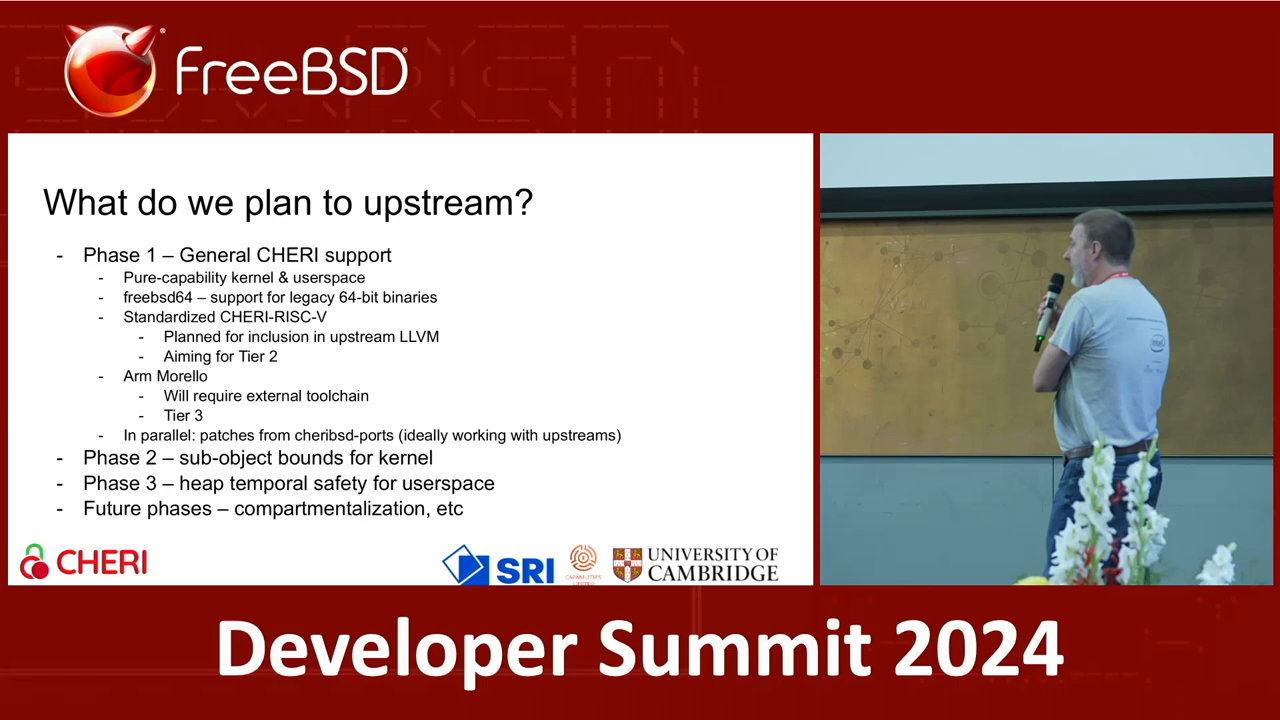 FreeBSD®
What do we plan to upstream?
- Phase 1 – General CHERI support
- Pure-capability kernel & userspace
- freebsd64 – support for legacy 64-bit binaries
- Standardized CHERI-RISC-V
- Planned for inclusion in upstream LLVM
- Aiming for Tier 2
- Arm Morello
- Will require external toolchain
- Tier 3
- In parallel: patches from cheribsd-ports (ideally working with upstreams)
- Phase 2 – sub-object bounds for kernel
- Phase 3 – heap temporal safety for userspace
- Future phases – compartmentalization, etc
CHERI
SRI
CAPABILITIES
LIMITED
UNIVERSITY OF
CAMBRIDGE
intel
Developer Summit 2024